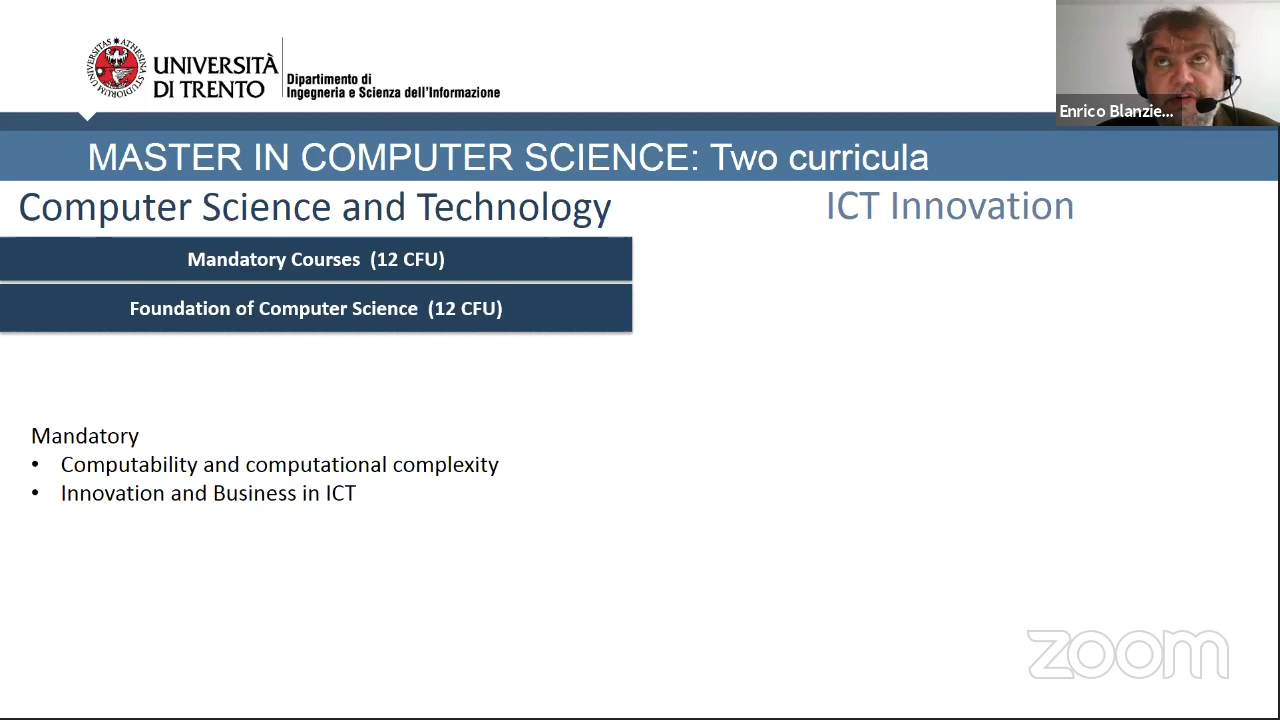 UNIVERSITÀ
DI TRENTO
Dipartimento di
Ingegneria e Scienza dell'Informazione
Enrico Blanzie...
MASTER IN COMPUTER SCIENCE: Two curricula
Computer Science and Technology
ICT Innovation
Mandatory Courses (12 CFU)
Foundation of Computer Science (12 CFU)
Mandatory
• Computability and computational complexity
• Innovation and Business in ICT
zoom